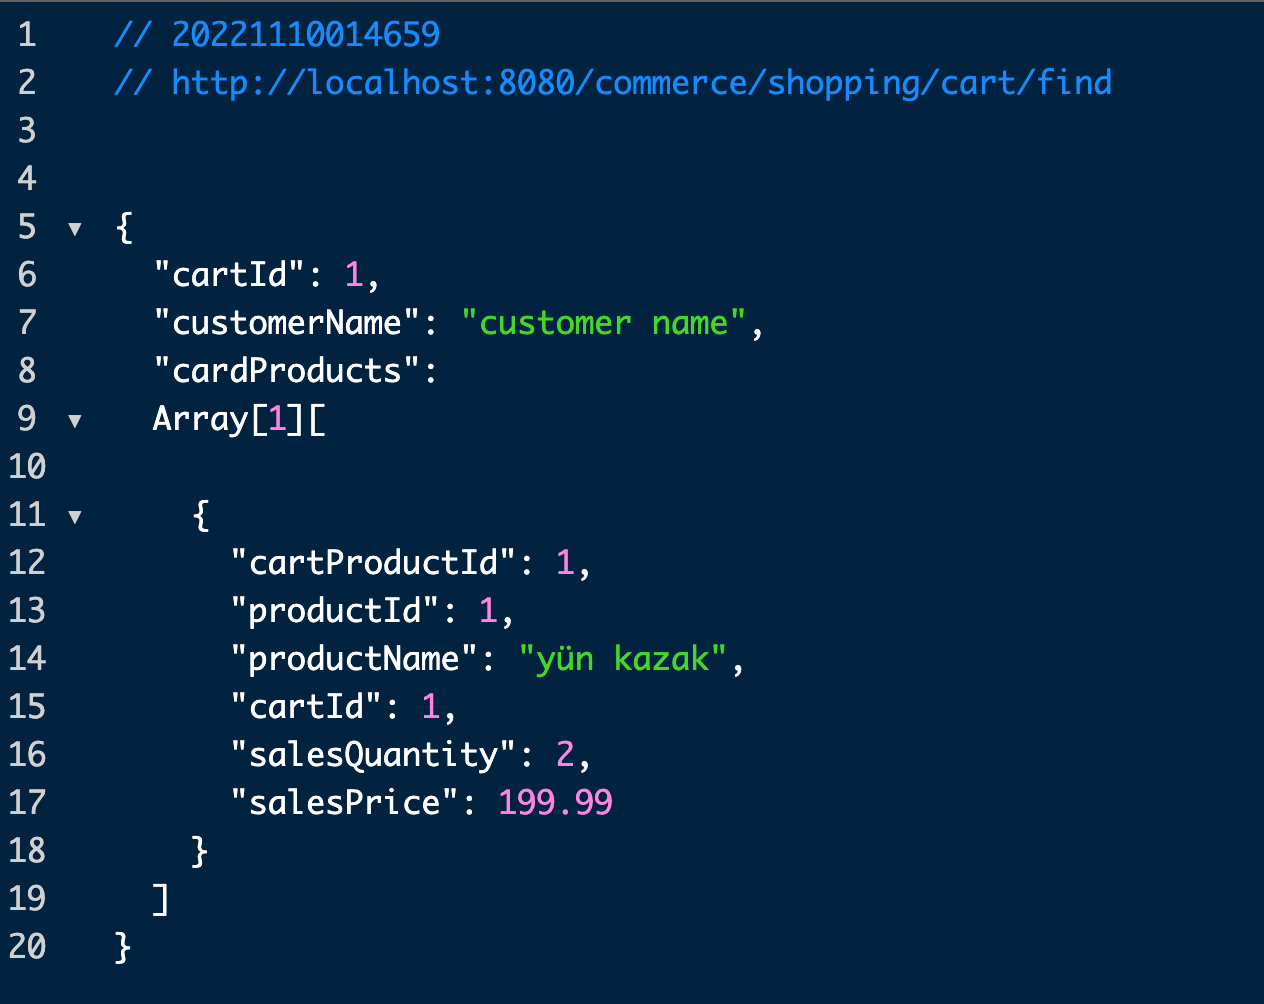 1 // 20221110014659
2 // http://localhost:8080/commerce/shopping/cart/find
3
4
5 ▼ {
6 "cartId": 1,
7 "customerName": "customer name",
8 "cardProducts":
9 ▼ Array[1][
10
11 ▼ {
12 "cartProductId": 1,
13 "productId": 1,
14 "productName": "yün kazak",
15 "cartId": 1,
16 "salesQuantity": 2,
17 "salesPrice": 199.99
18 }
19 ]
20 }